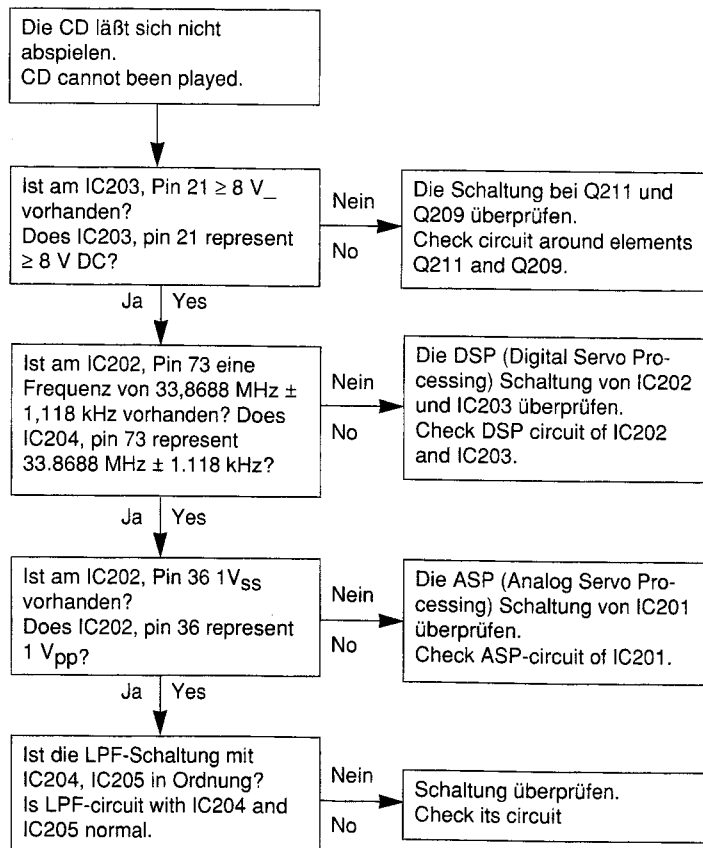 Die CD läßt sich nicht
abspielen.
CD cannot been played.
Ist am IC203, Pin 21 ≥ 8 V_
vorhanden?
Does IC203, pin 21 represent
≥ 8 V DC?
Nein
No
Die Schaltung bei Q211 und
Q209 überprüfen.
Check circuit around elements
Q211 and Q209.
Ja Yes
Ist am IC202, Pin 73 eine
Frequenz von 33,8688 MHz ±
1,118 kHz vorhanden? Does
IC204, pin 73 represent
33.8688 MHz ± 1.118 kHz?
Nein
No
Die DSP (Digital Servo Pro-
cessing) Schaltung von IC202
und IC203 überprüfen.
Check DSP circuit of IC202
and IC203.
Ja Yes
Ist am IC202, Pin 36 1Vss
vorhanden?
Does IC202, pin 36 represent
1 Vpp?
Nein
No
Die ASP (Analog Servo Pro-
cessing) Schaltung von IC201
überprüfen.
Check ASP-circuit of IC201.
Ja Yes
Ist die LPF-Schaltung mit
IC204, IC205 in Ordnung?
Is LPF-circuit with IC204 and
IC205 normal.
Nein
No
Schaltung überprüfen.
Check its circuit